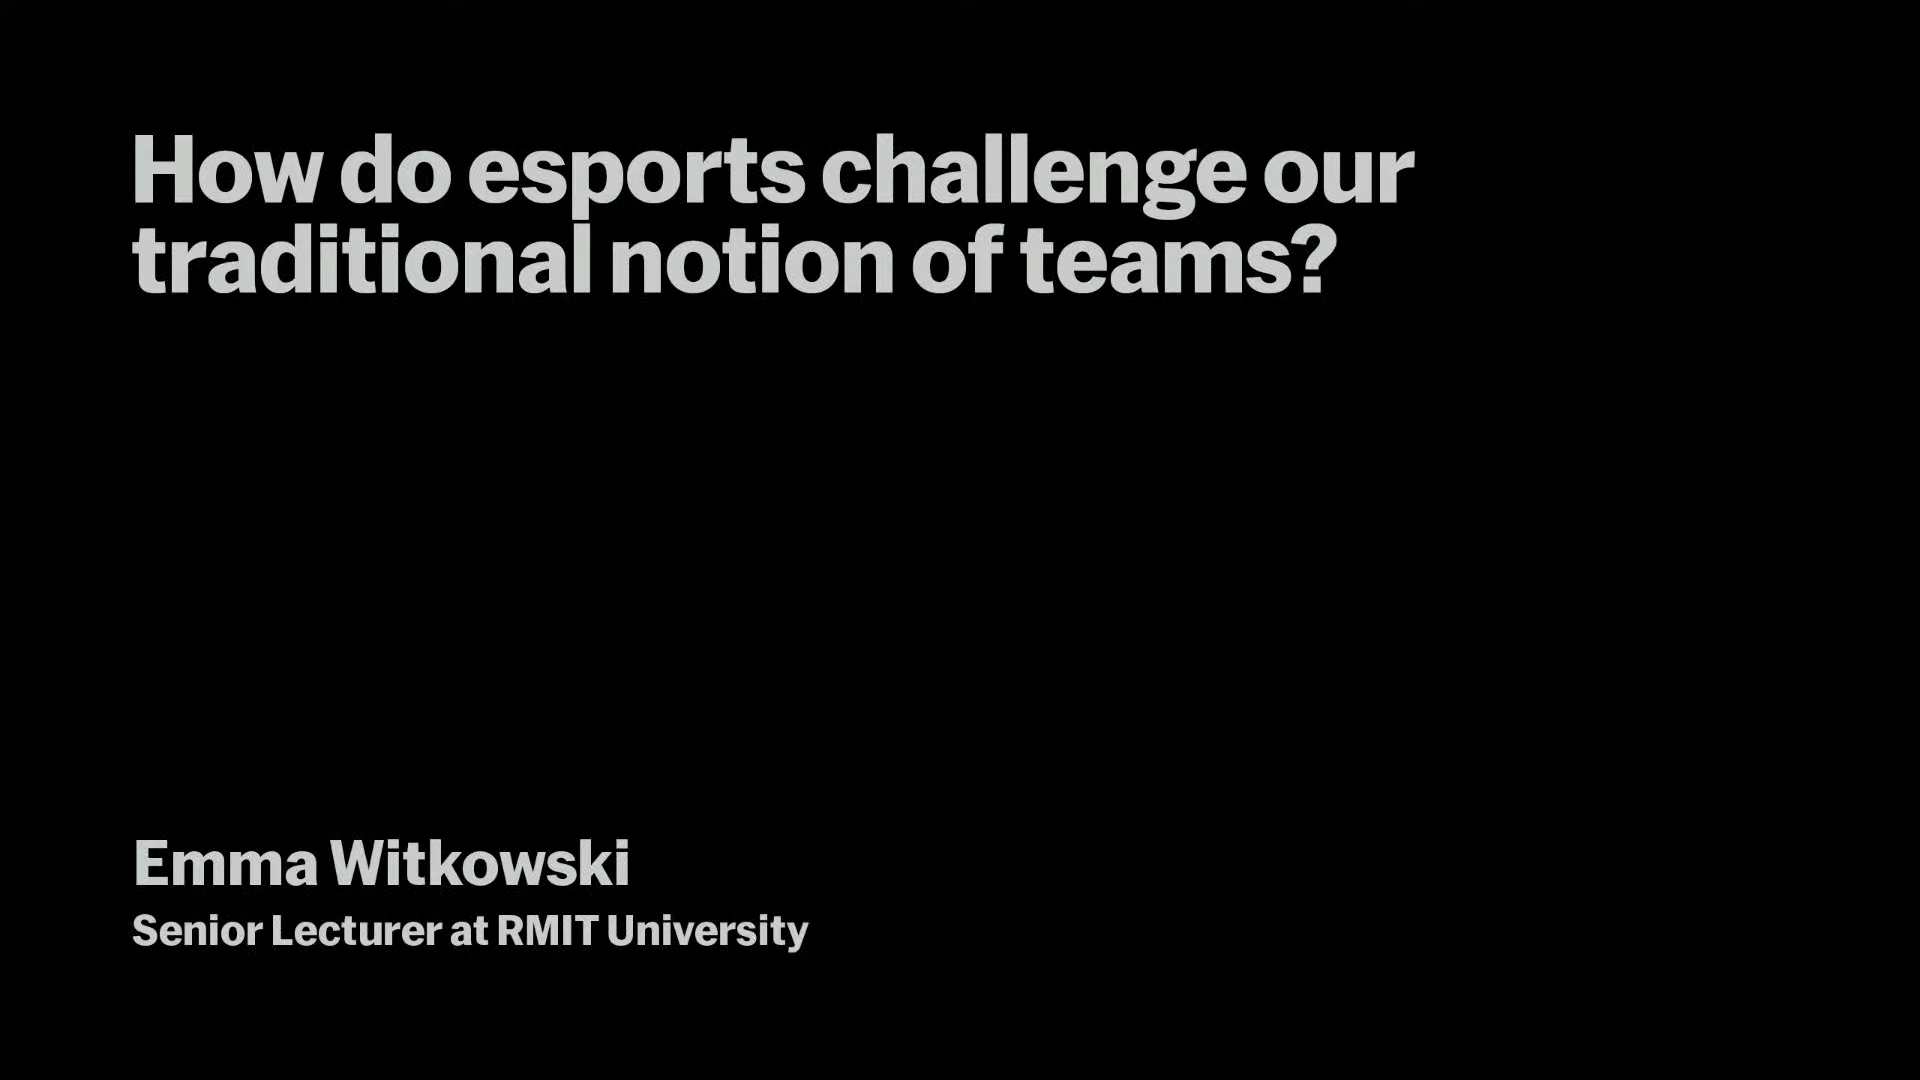 How do esports challenge our
traditional notion of teams?
Emma Witkowski
Senior Lecturer at RMIT University